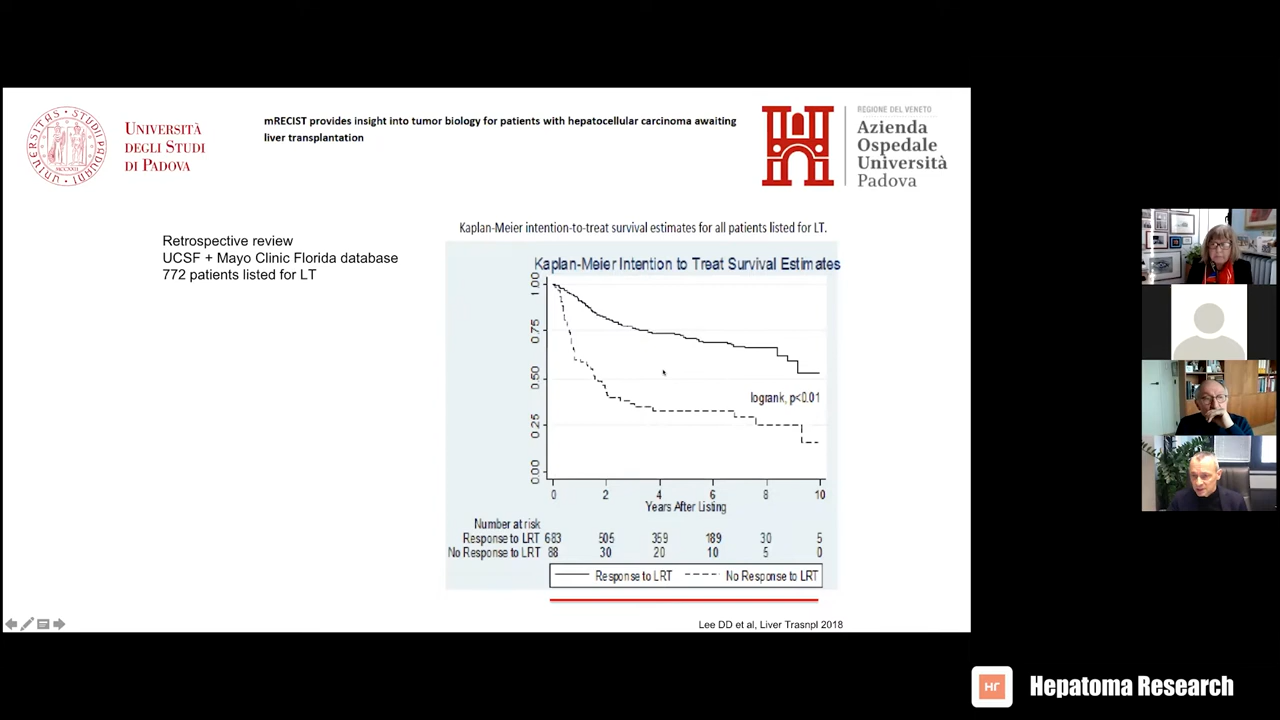 UNIVERSITÀ
DEGLI STUDI
DI PADOVA
mRECIST provides insight into tumor biology for patients with hepatocellular carcinoma awaiting
liver transplantation
REGIONE DEL VENETO
Azienda
Ospedale
Università
Padova
Retrospective review
UCSF + Mayo Clinic Florida database
772 patients listed for LT
Kaplan-Meier intention-to-treat survival estimates for all patients listed for LT.
Kaplan-Meier Intention to Treat Survival Estimates
1.00
0.75
0.50
0.25
0.00
logrank, p<0.01
0 2 4 6 8 10
Years After Listing
Number at risk
Response to LRT 683 505 359 189 30 5
No Response to LRT 88 30 20 10 5 0
Response to LRT No Response to LRT
Lee DD et al, Liver Trasnpl 2018
Hr
Hepatoma Research